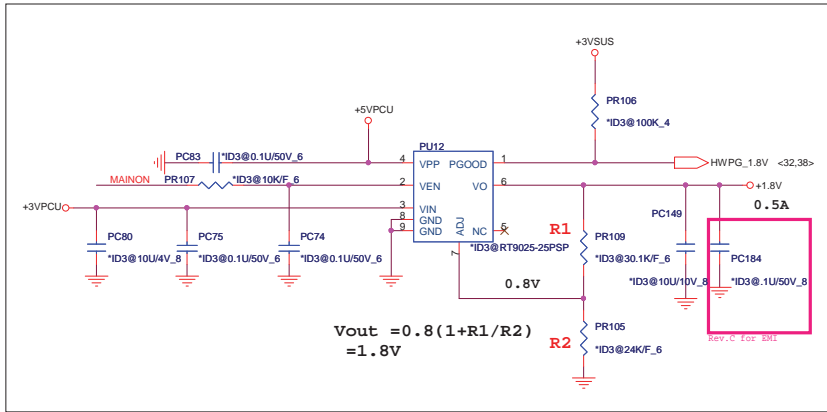 +3VSUS
PR106
*ID3@100K_4
+5VPCU
PU12
PC83
*ID3@0.1U/50V_6
4
VPP
PGOOD
1
HWPG_1.8V
<32,38>
MAINON
PR107
*ID3@10K/F_6
2
VEN
VO
6
+1.8V
0.5A
+3VPCU
3
VIN
8
GND
9
GND
ADJ
NC
5
7
*ID3@RT9025-25PSP
PC80
*ID3@10U/4V_8
PC75
*ID3@0.1U/50V_6
PC74
*ID3@0.1U/50V_6
R1
PR109
*ID3@30.1K/F_6
PC149
*ID3@10U/10V_8
PC184
*ID3@.1U/50V_8
0.8V
Vout =0.8(1+R1/R2)
=1.8V
R2
PR105
*ID3@24K/F_6
Rev.C for EMI